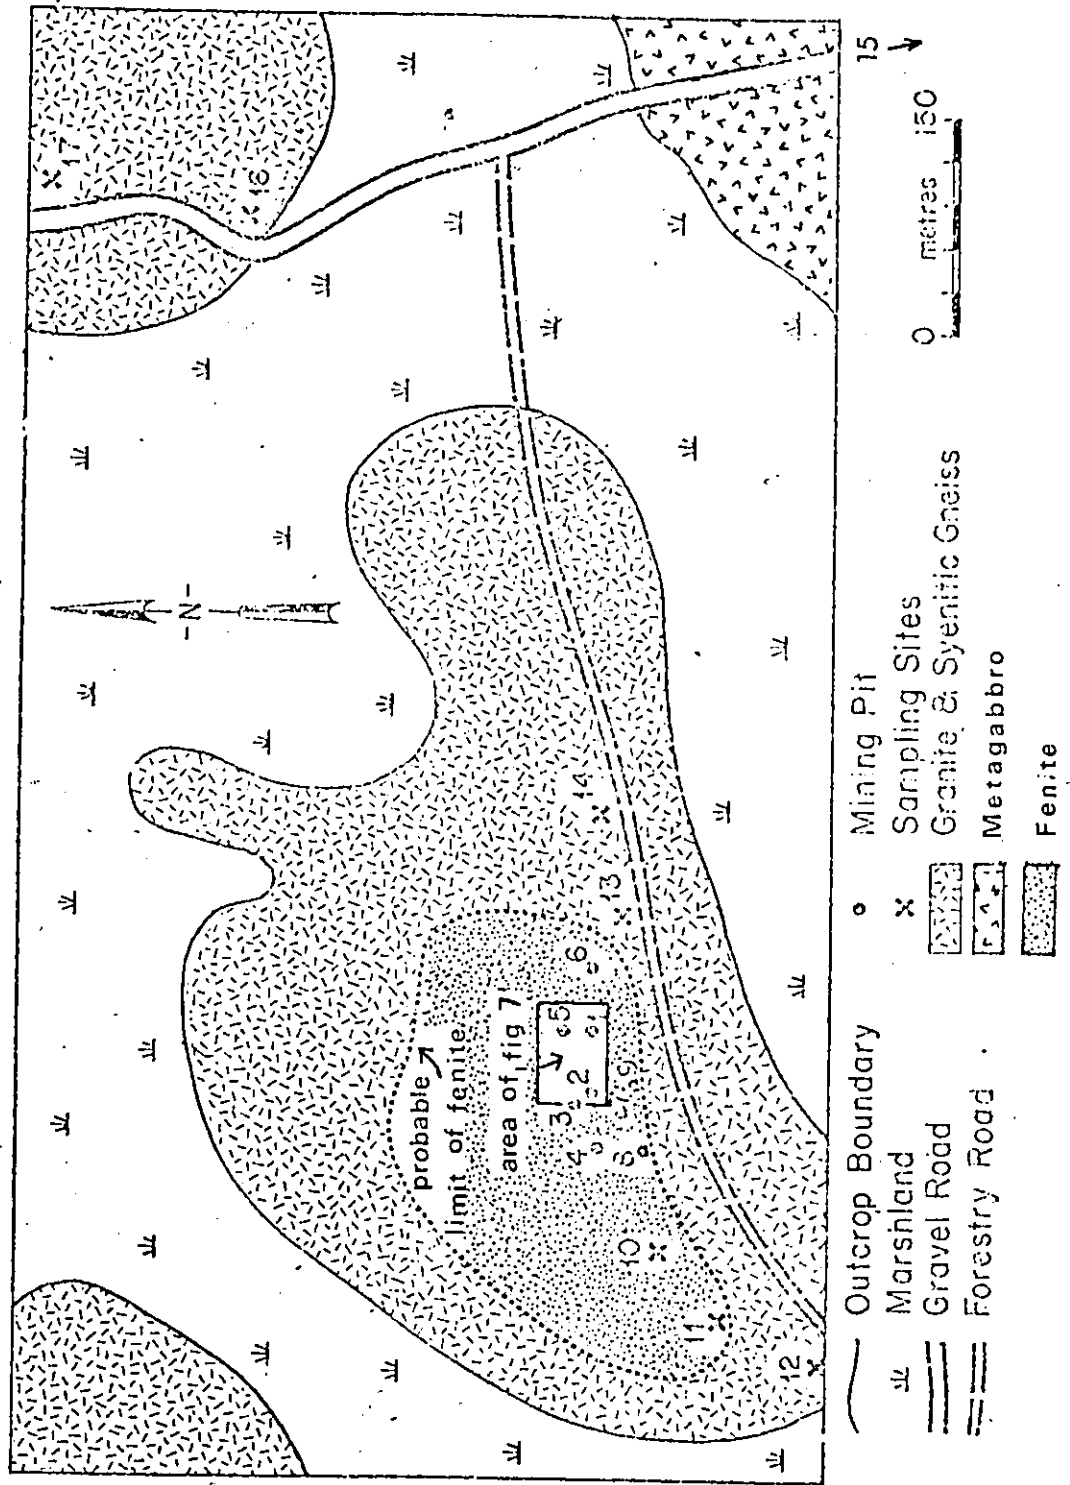 17
16
-N-
14
13
probable
limit of fenite
area of fig 7
3
2
5
1
6
4
8
9
10
11
12
15
Outcrop Boundary
Marshland
Gravel Road
Forestry Road
Mining Pit
Sampling Sites
Granite & Syenitic Gneiss
Metagabbro
Fenite
0 metres 150